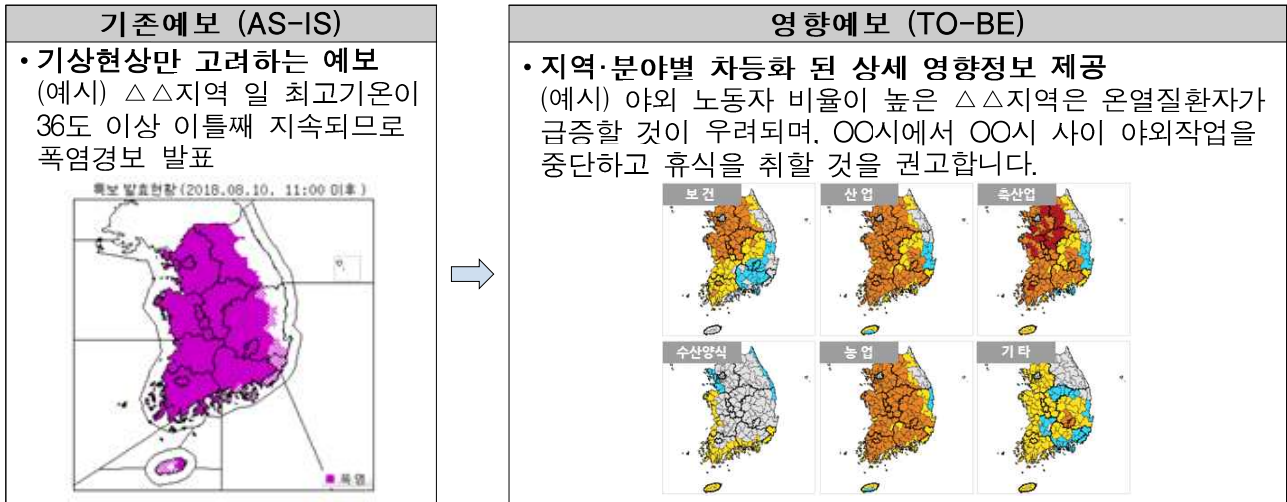 기존예보 (AS-IS)
• 기상현상만 고려하는 예보
(예시) △△지역 일 최고기온이
36도 이상 이틀째 지속되므로
폭염경보 발표
특보 발효현황(2018.08.10. 11:00 이후)
폭염
영향예보 (TO-BE)
• 지역·분야별 차등화 된 상세 영향정보 제공
(예시) 야외 노동자 비율이 높은 △△지역은 온열질환자가
급증할 것이 우려되며, OO시에서 OO시 사이 야외작업을
중단하고 휴식을 취할 것을 권고합니다.
보건
산업
축산업
수산양식
농업
기타